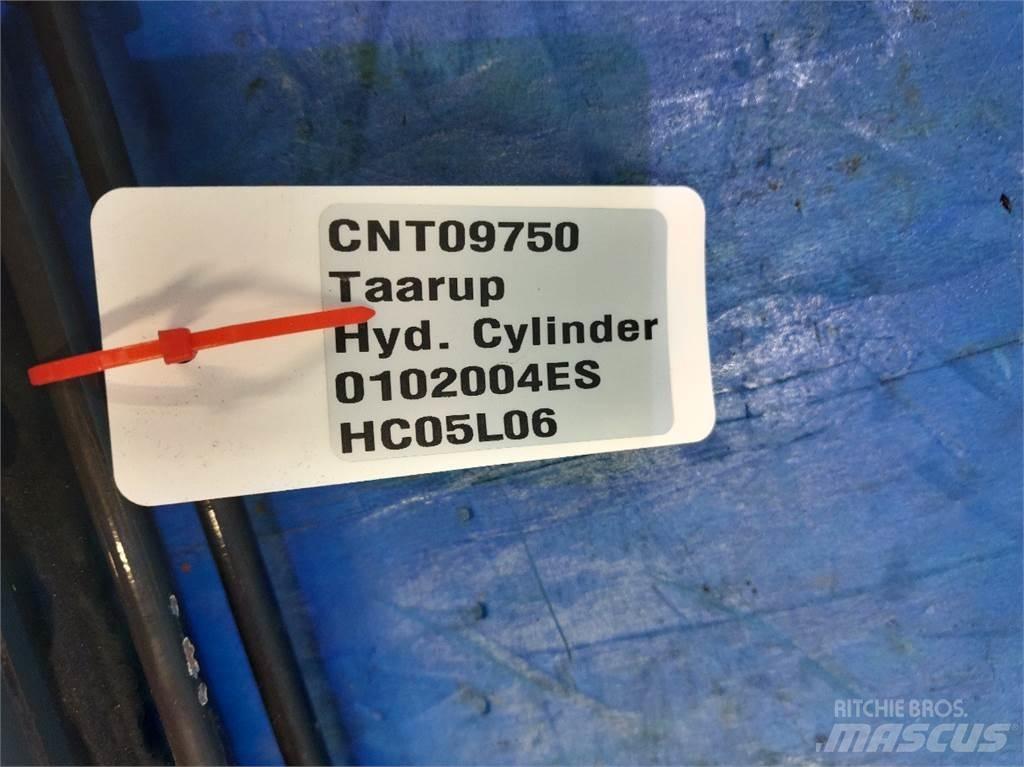 CNT09750
Taarup
Hyd. Cylinder
0102004ES
HC05L06
RITCHIE BROS.
MASCUS